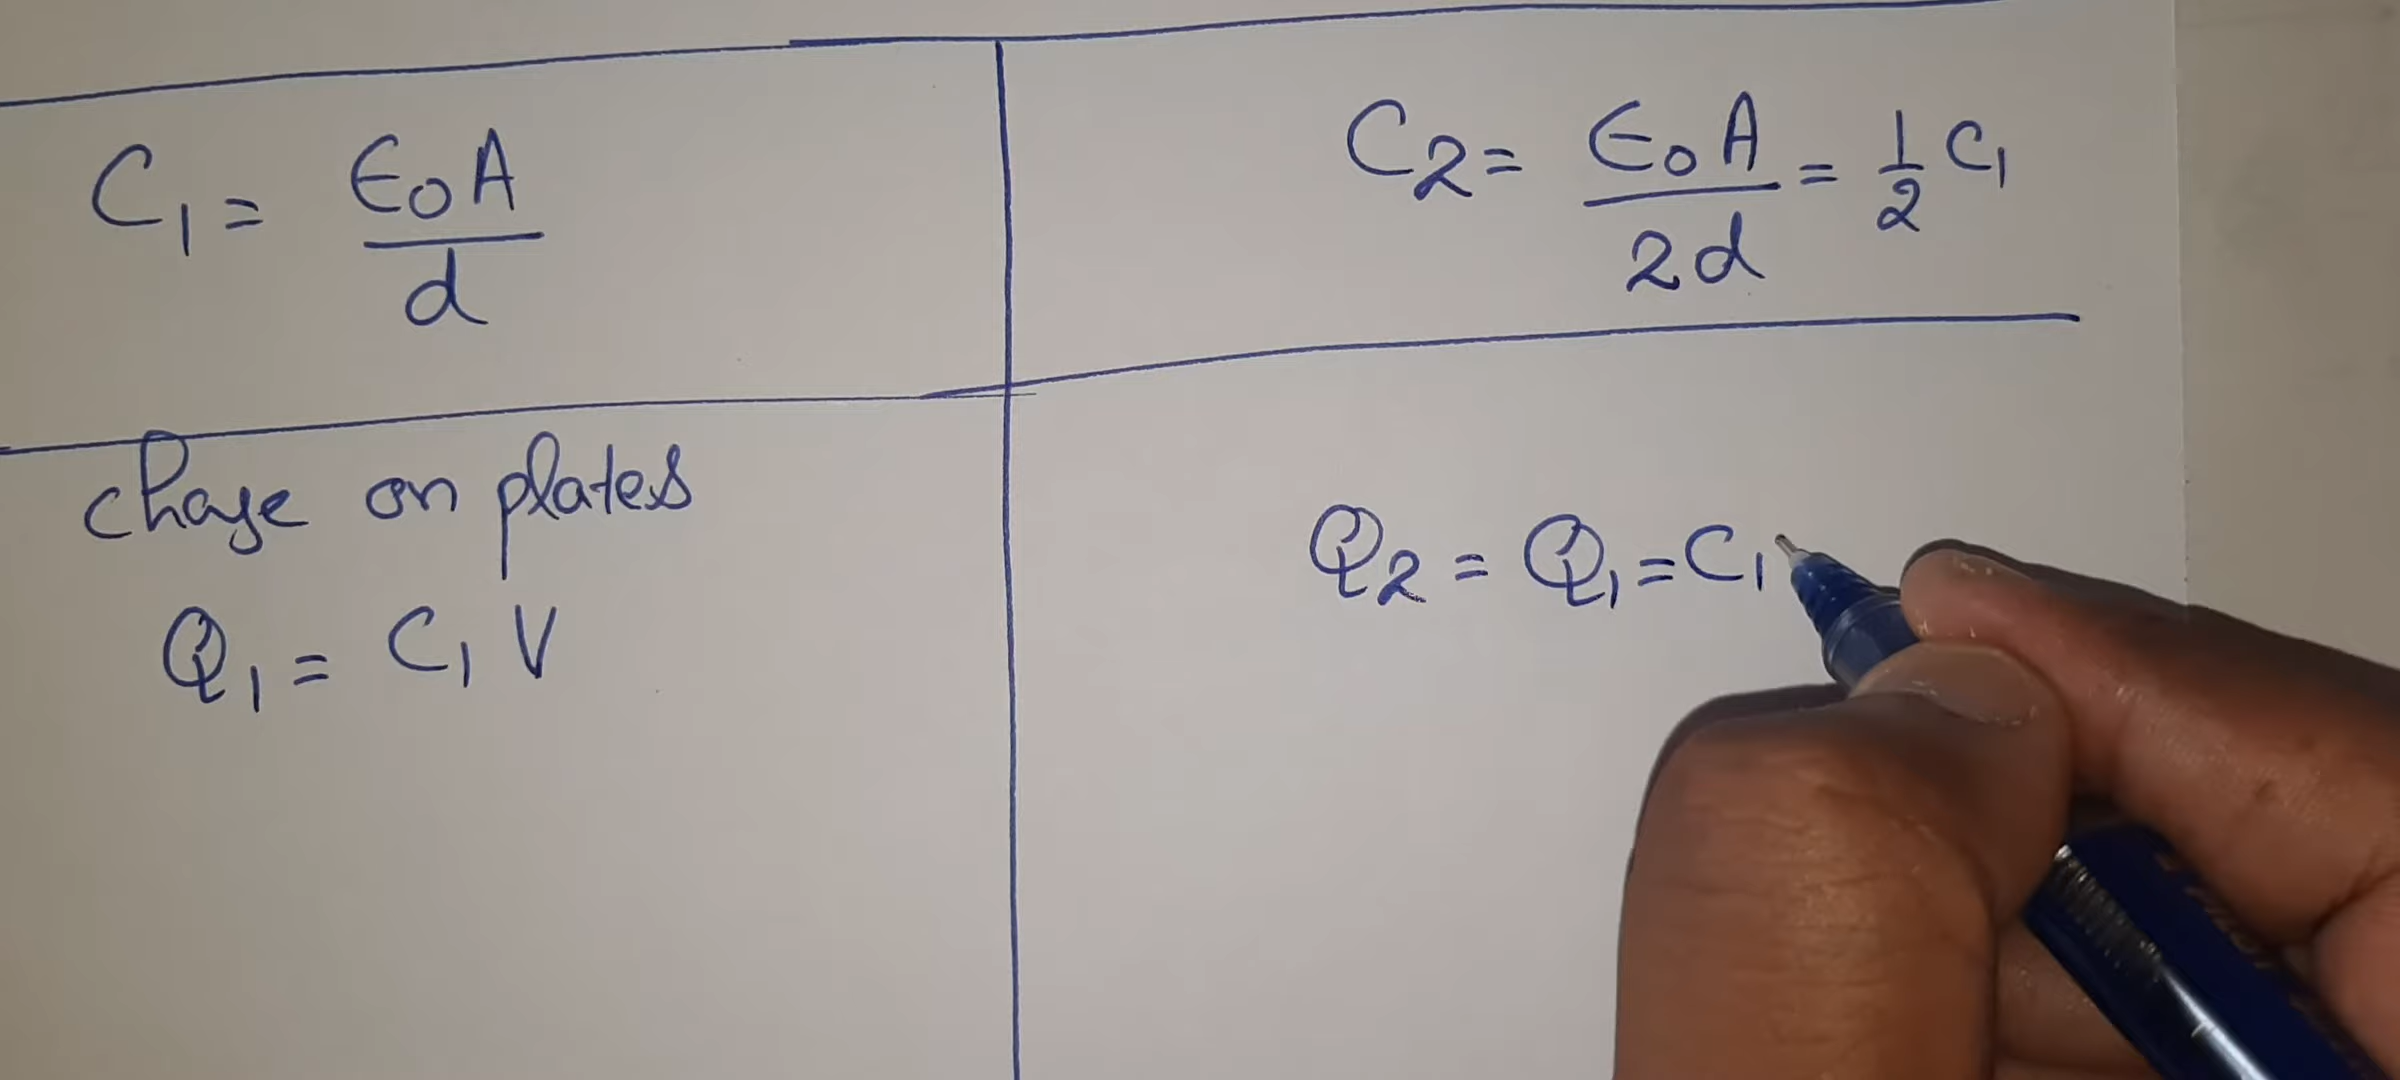 C₁ = ϵ₀A / d
C₂ = ϵ₀A / 2d = 1/2 C₁
chage on plates
Q₁ = C₁ V
Q₂ = Q₁ = C₁